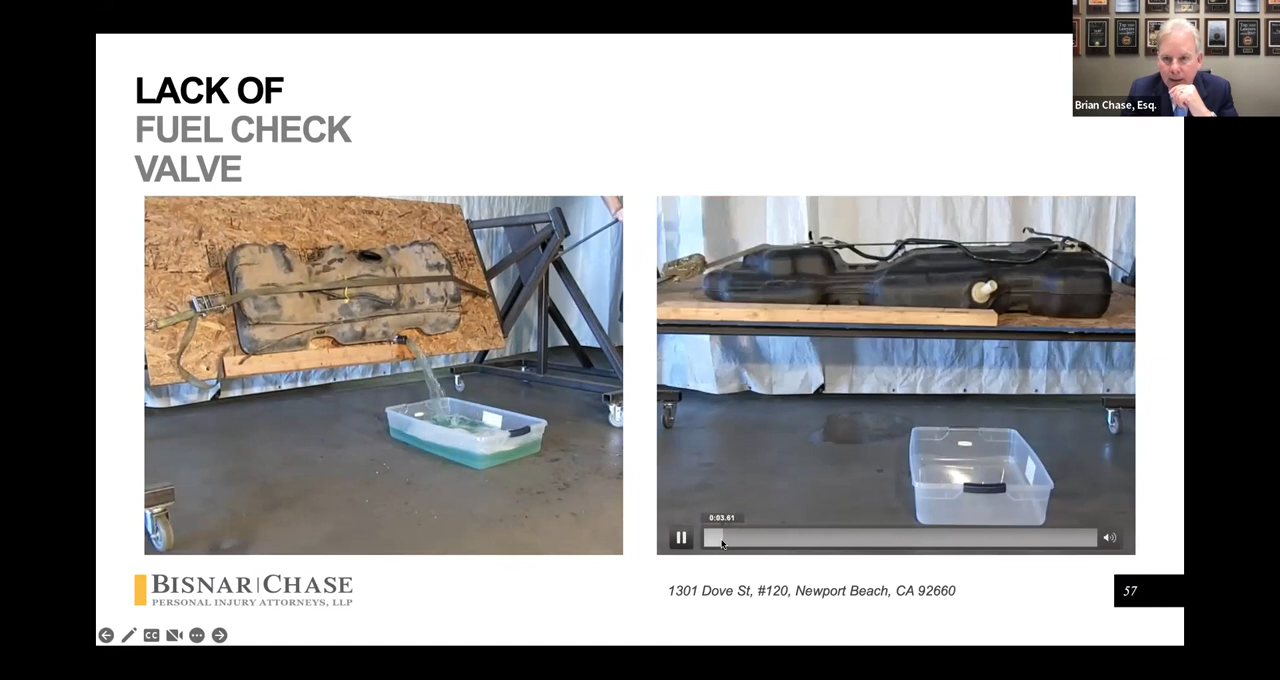 LACK OF
FUEL CHECK
VALVE
Brian Chase, Esq.
0:03.61
BISNAR|CHASE
PERSONAL INJURY ATTORNEYS, LLP
1301 Dove St, #120, Newport Beach, CA 92660
57
CC